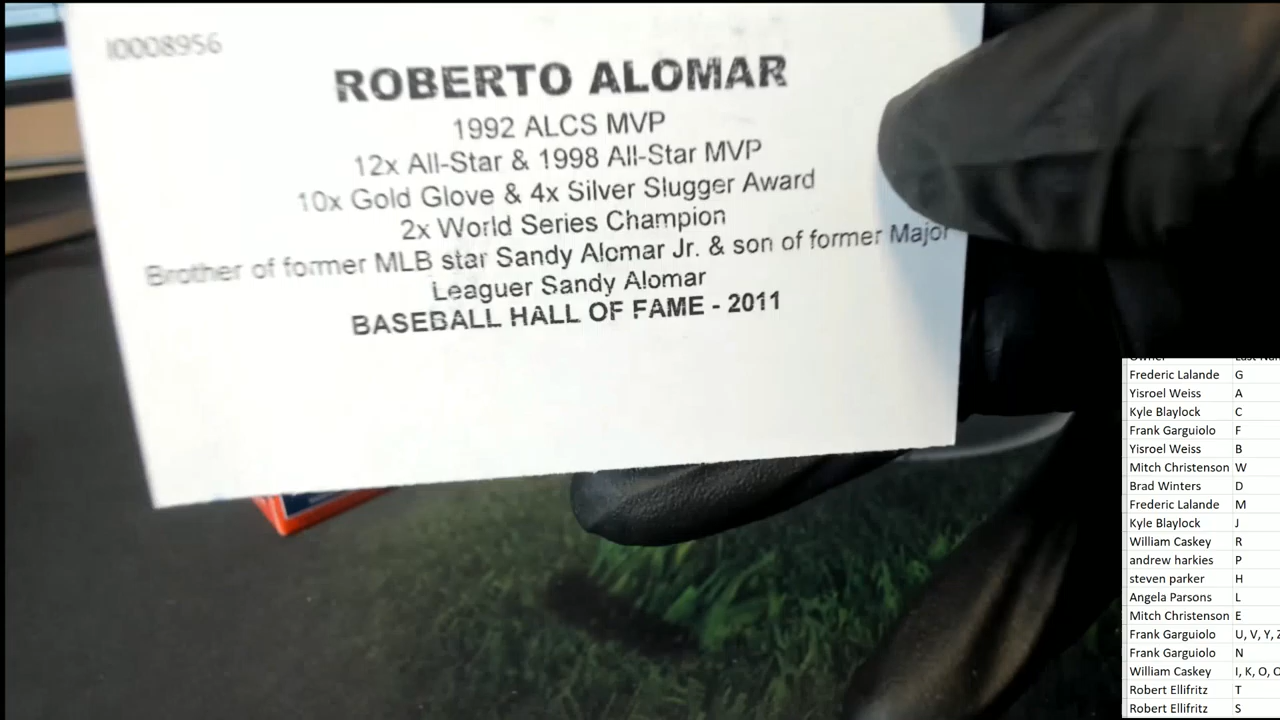 I0008956
ROBERTO ALOMAR
1992 ALCS MVP
12x All-Star & 1998 All-Star MVP
10x Gold Glove & 4x Silver Slugger Award
2x World Series Champion
Brother of former MLB star Sandy Alomar Jr. & son of former Major
Leaguer Sandy Alomar
BASEBALL HALL OF FAME - 2011
Frederic Lalande G
Yisroel Weiss A
Kyle Blaylock C
Frank Garguiolo F
Yisroel Weiss B
Mitch Christenson W
Brad Winters D
Frederic Lalande M
Kyle Blaylock J
William Caskey R
andrew harkies P
steven parker H
Angela Parsons L
Mitch Christenson E
Frank Garguiolo U, V, Y,
Frank Garguiolo N
William Caskey I, K, O,
Robert Ellifritz T
Robert Ellifritz S